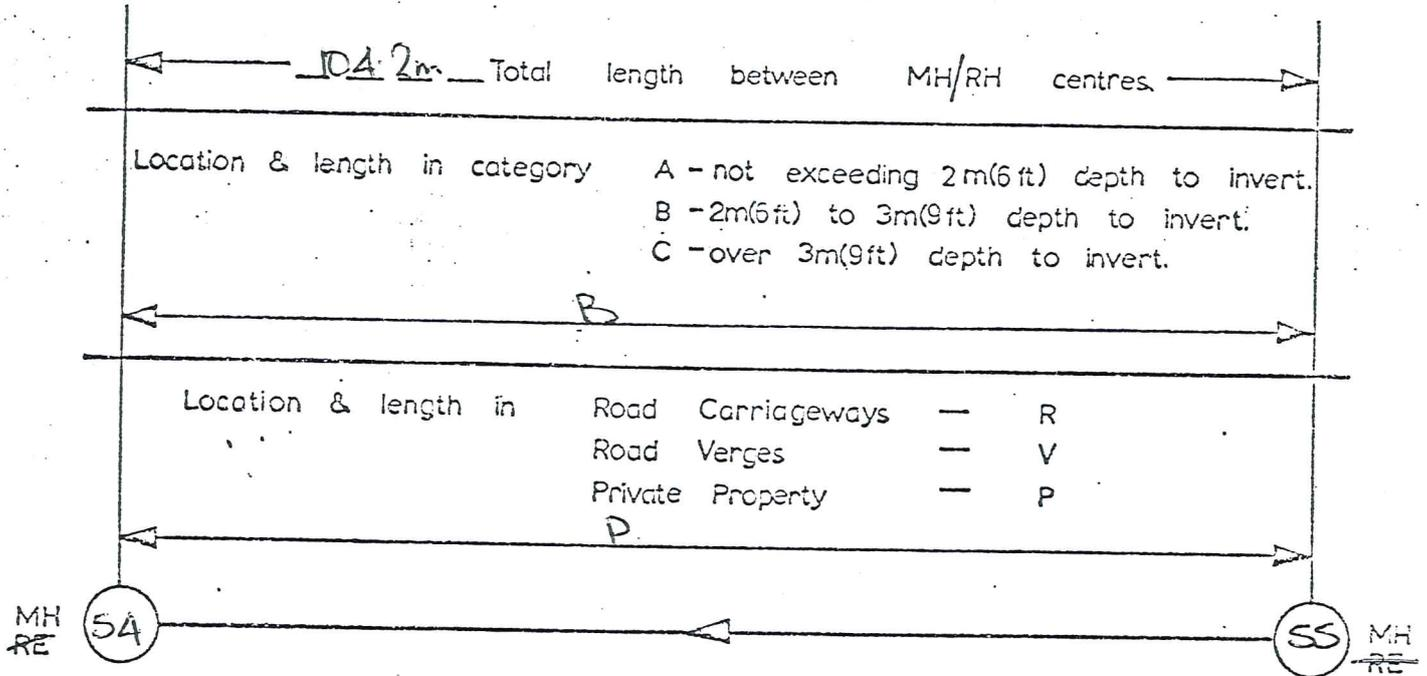 104.2m Total length between MH/RH centres.
Location & length in category A - not exceeding 2m(6ft) depth to invert.
B - 2m(6ft) to 3m(9ft) depth to invert.
C - over 3m(9ft) depth to invert.
B
Location & length in Road Carriageways — R
Road Verges — V
Private Property — P
P
MH 54 55 MH
RE RE